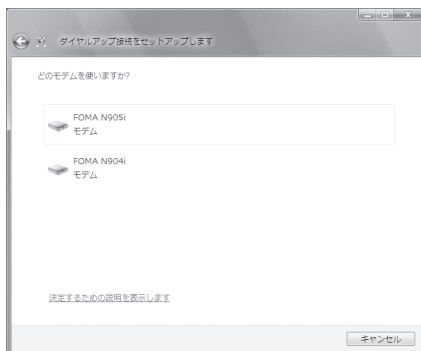 ダイヤルアップ接続をセットアップします
どのモデムを使いますか?
FOMA N905i
モデム
FOMA N904i
モデム
決定するための説明を表示します
キャンセル